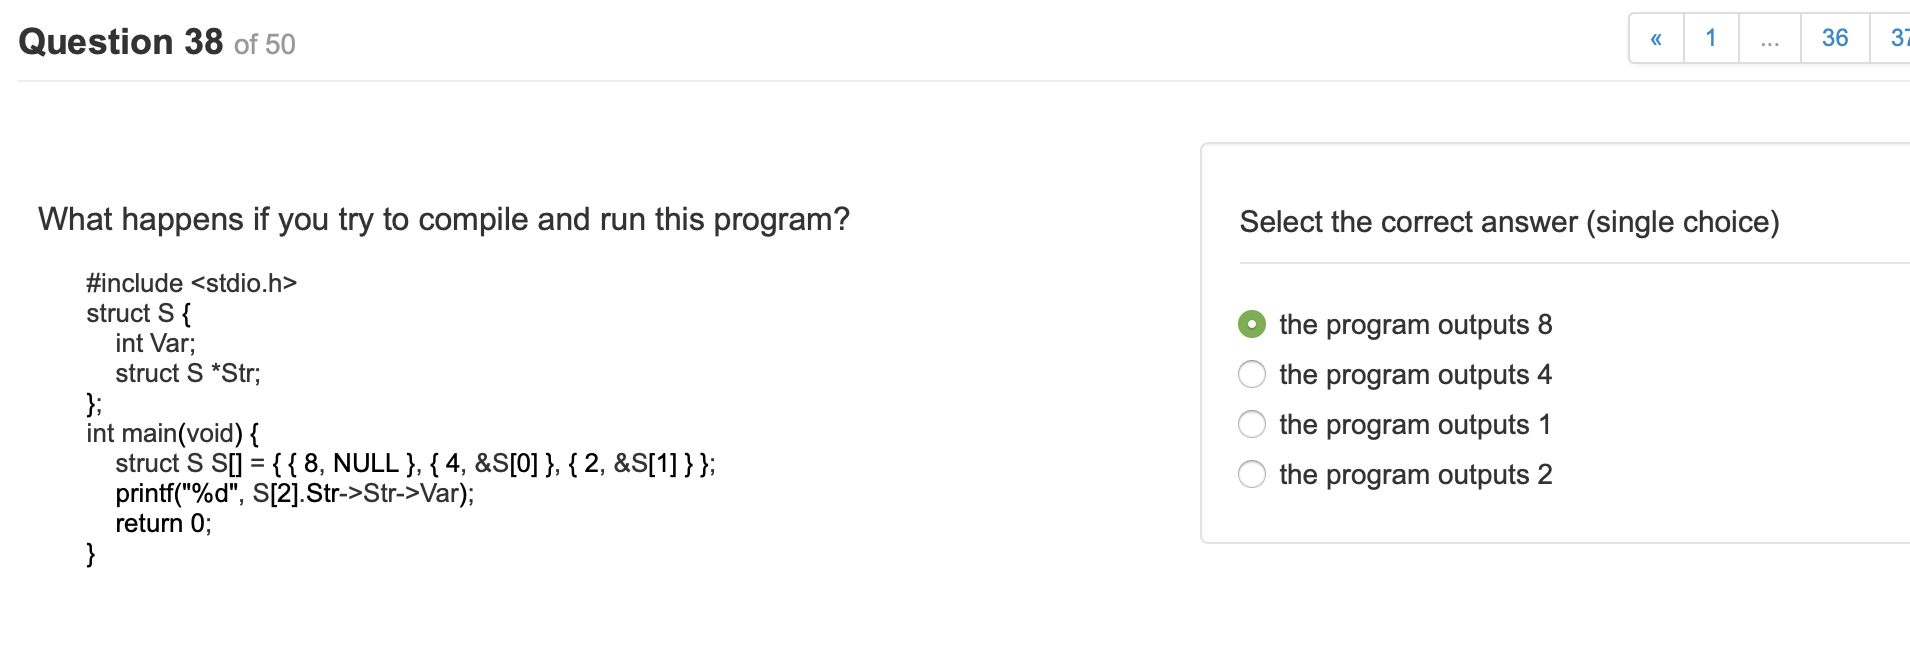 Question 38 of 50
« 1 ... 36 37
What happens if you try to compile and run this program?
#include <stdio.h>
struct S {
int Var;
struct S *Str;
};
int main(void) {
struct S S[] = { { 8, NULL }, { 4, &S[0] }, { 2, &S[1] } };
printf("%d", S[2].Str->Str->Var);
return 0;
}
Select the correct answer (single choice)
the program outputs 8
the program outputs 4
the program outputs 1
the program outputs 2